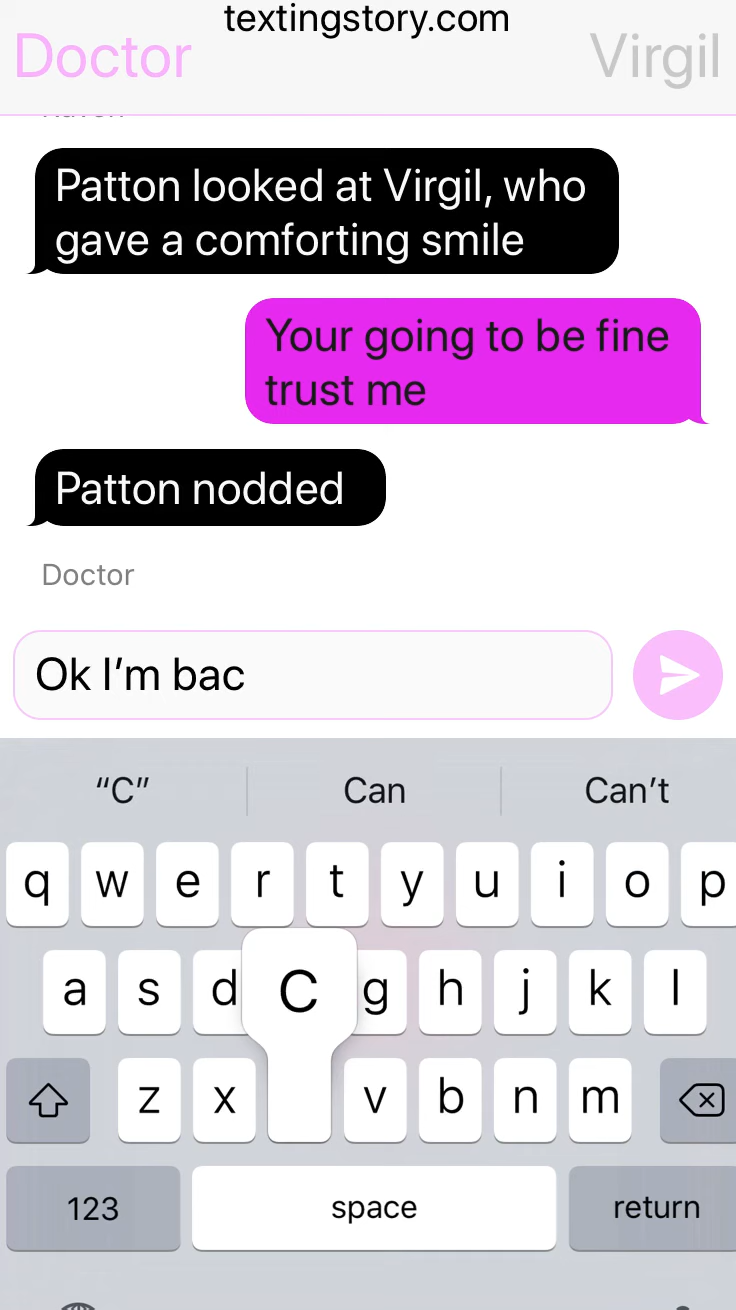 textingstory.com
Doctor Virgil
Patton looked at Virgil, who
gave a comforting smile
Your going to be fine
trust me
Patton nodded
Doctor
Ok I’m bac
“C” Can Can’t
q w e r t y u i o p
a s d C g h j k l
z x v b n m
123 space return